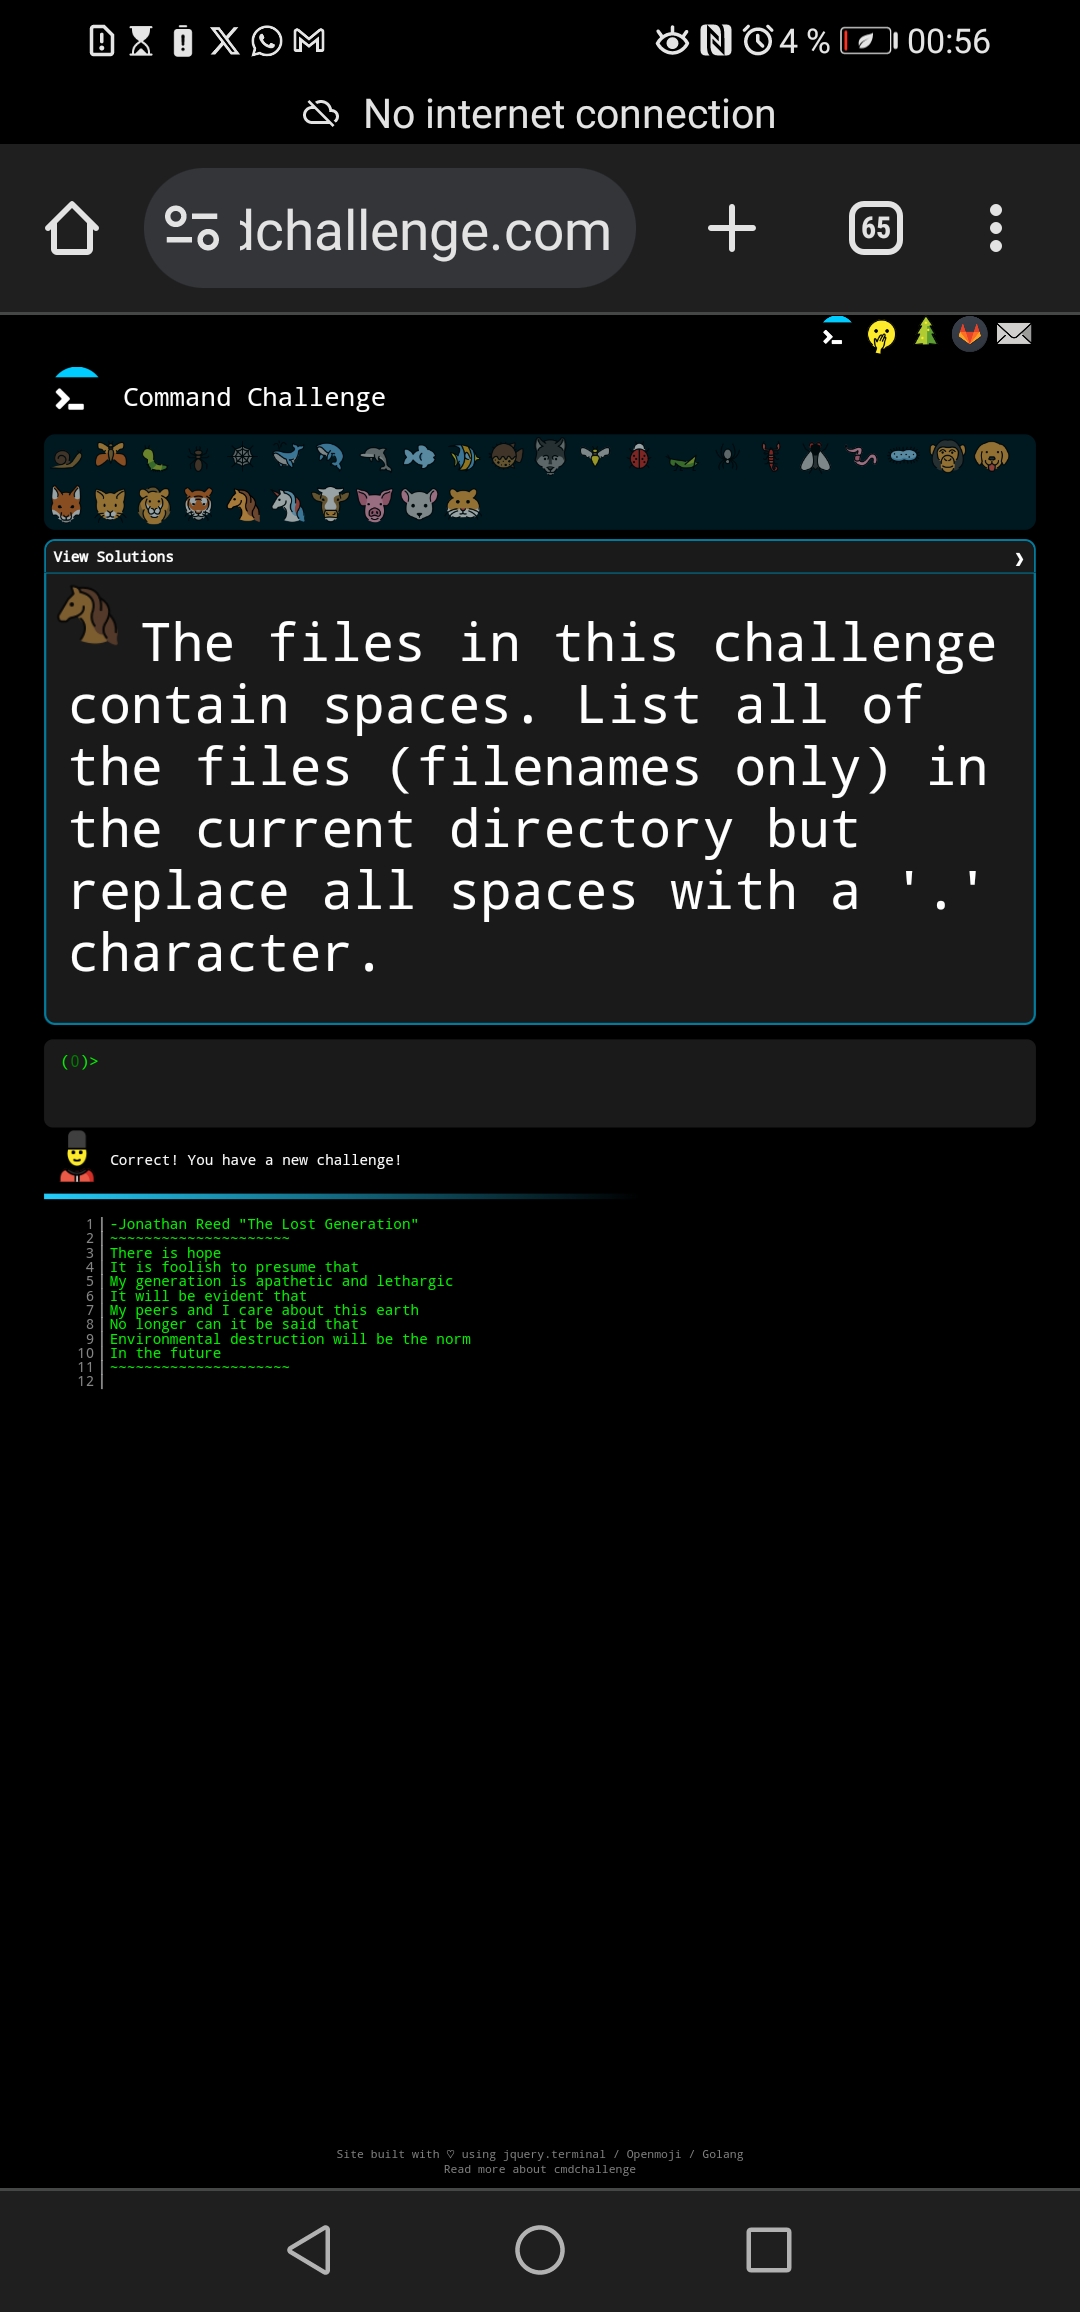 4 % 00:56
No internet connection
dchallenge.com
65
Command Challenge
View Solutions
The files in this challenge
contain spaces. List all of
the files (filenames only) in
the current directory but
replace all spaces with a '.'
character.
(0)>
Correct! You have a new challenge!
1 -Jonathan Reed "The Lost Generation"
2 ~~~~~~~~~~~~~~~~~~~~~
3 There is hope
4 It is foolish to presume that
5 My generation is apathetic and lethargic
6 It will be evident that
7 My peers and I care about this earth
8 No longer can it be said that
9 Environmental destruction will be the norm
10 In the future
11 ~~~~~~~~~~~~~~~~~~~~~
12
Site built with ♡ using jquery.terminal / Openmoji / Golang
Read more about cmdchallenge